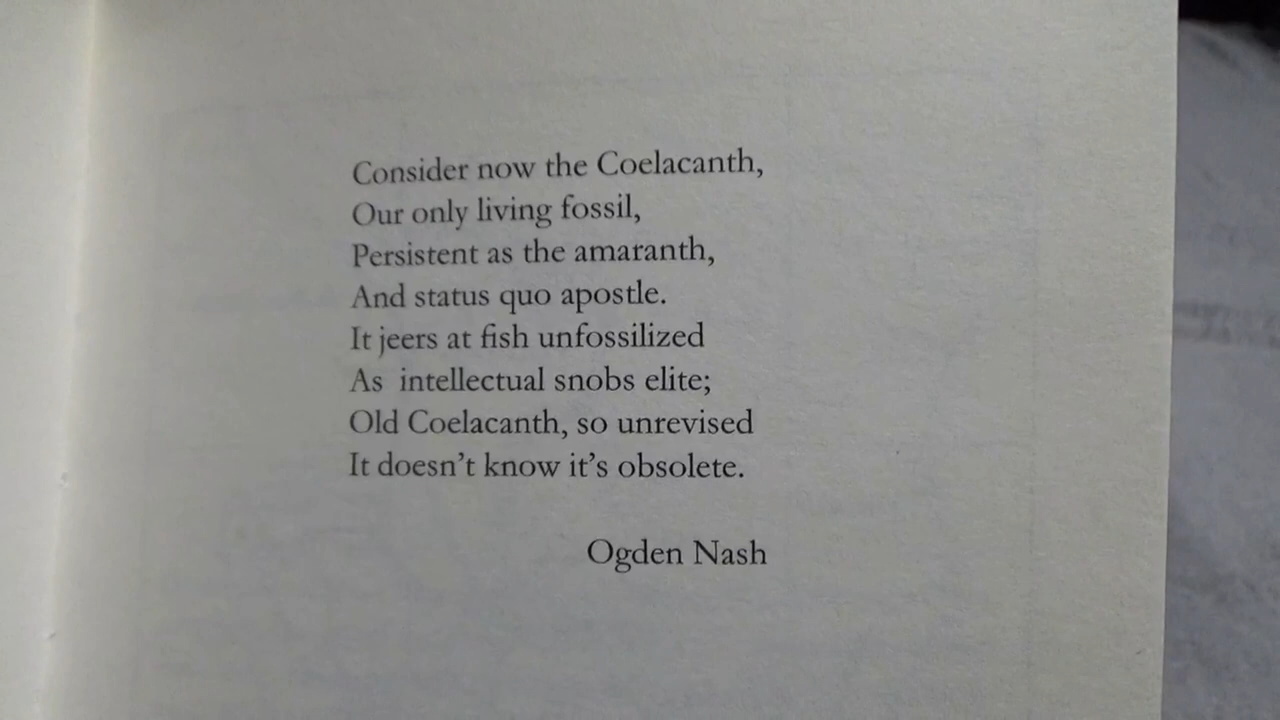 Consider now the Coelacanth,
Our only living fossil,
Persistent as the amaranth,
And status quo apostle.
It jeers at fish unfossilized
As intellectual snobs elite;
Old Coelacanth, so unrevised
It doesn't know it's obsolete.
Ogden Nash